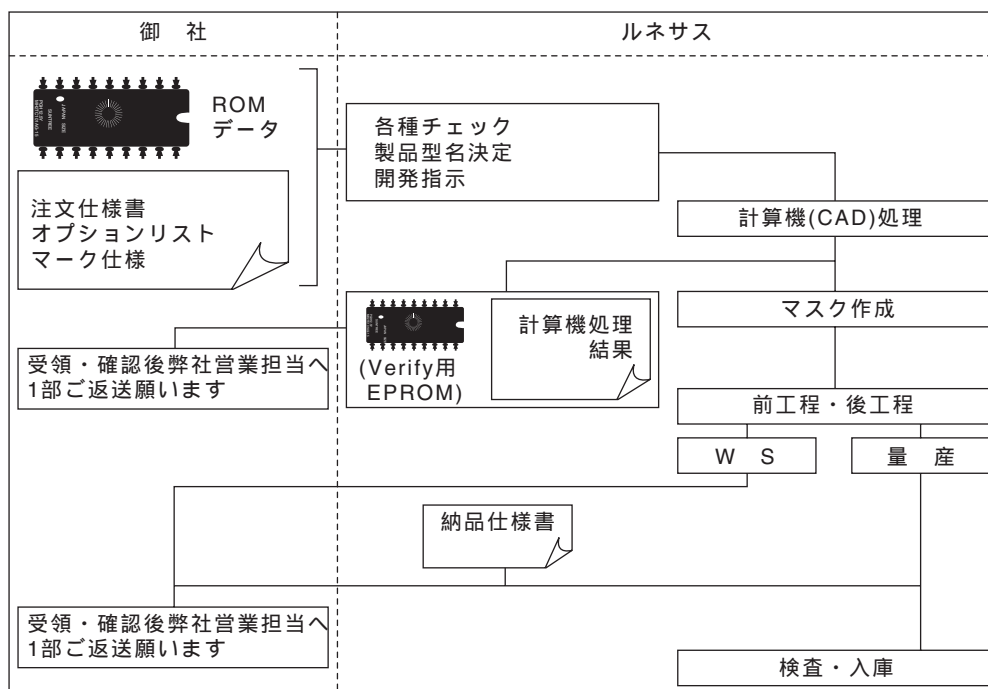 御　社
ルネサス
ROM
データ
注文仕様書
オプションリスト
マーク仕様
各種チェック
製品型名決定
開発指示
計算機(CAD)処理
マスク作成
計算機処理
結果
(Verify用
EPROM)
受領・確認後弊社営業担当へ
1部ご返送願います
前工程・後工程
W　S
量　産
納品仕様書
受領・確認後弊社営業担当へ
1部ご返送願います
検査・入庫